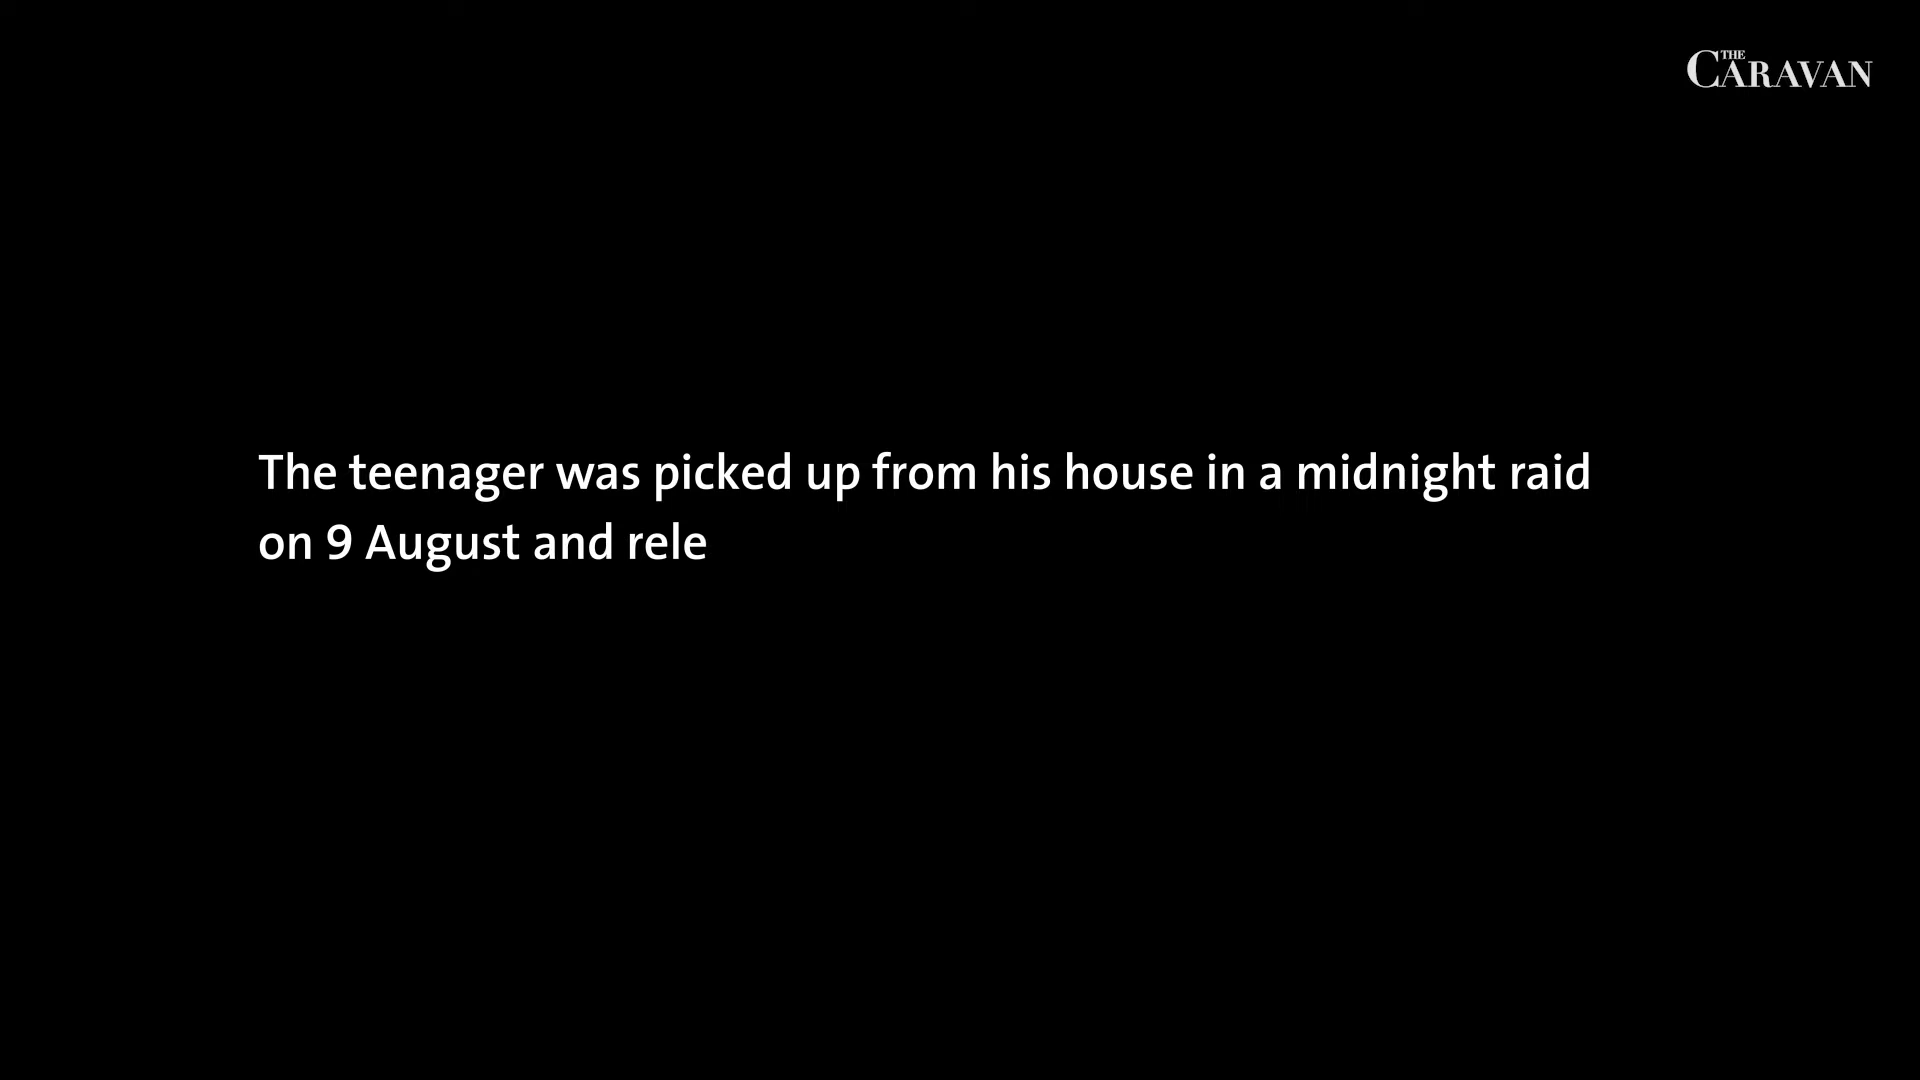 THE CARAVAN
The teenager was picked up from his house in a midnight raid
on 9 August and rele